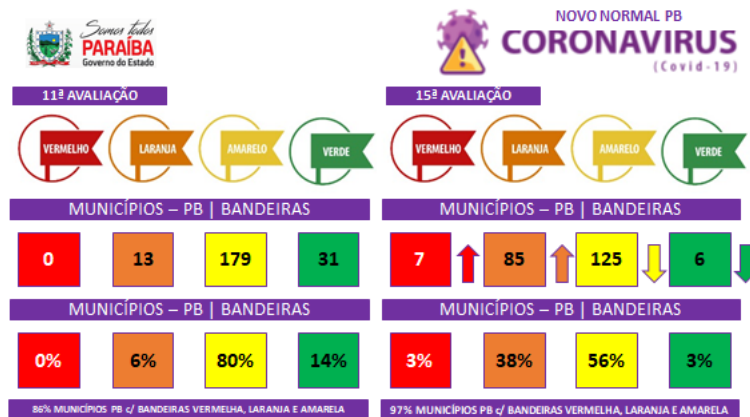 Somos todos
PARAÍBA
Governo do Estado
NOVO NORMAL PB
CORONAVIRUS
(Covid-19)
11ª AVALIAÇÃO
VERMELHO
LARANJA
AMARELO
VERDE
MUNICÍPIOS – PB | BANDEIRAS
0
13
179
31
MUNICÍPIOS – PB | BANDEIRAS
0%
6%
80%
14%
86% MUNICÍPIOS PB c/ BANDEIRAS VERMELHA, LARANJA E AMARELA
15ª AVALIAÇÃO
VERMELHO
LARANJA
AMARELO
VERDE
MUNICÍPIOS – PB | BANDEIRAS
7
85
125
6
MUNICÍPIOS – PB | BANDEIRAS
3%
38%
56%
3%
97% MUNICÍPIOS PB c/ BANDEIRAS VERMELHA, LARANJA E AMARELA